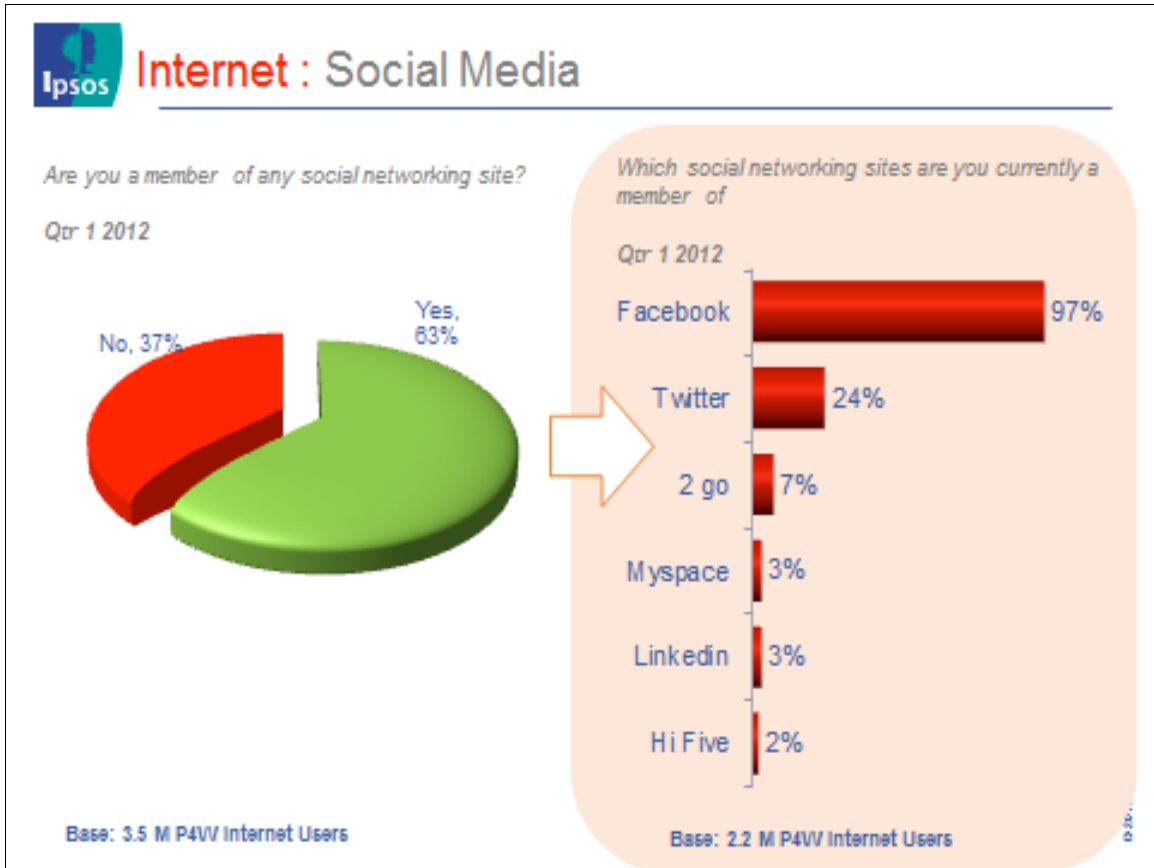 Ipsos
Internet : Social Media
Are you a member of any social networking site?
Qtr 1 2012
No, 37%
Yes,
63%
Base: 3.5 M P4W Internet Users
Which social networking sites are you currently a
member of
Qtr 1 2012
Facebook 97%
Twitter 24%
2 go 7%
Myspace 3%
Linkedin 3%
Hi Five 2%
Base: 2.2 M P4W Internet Users